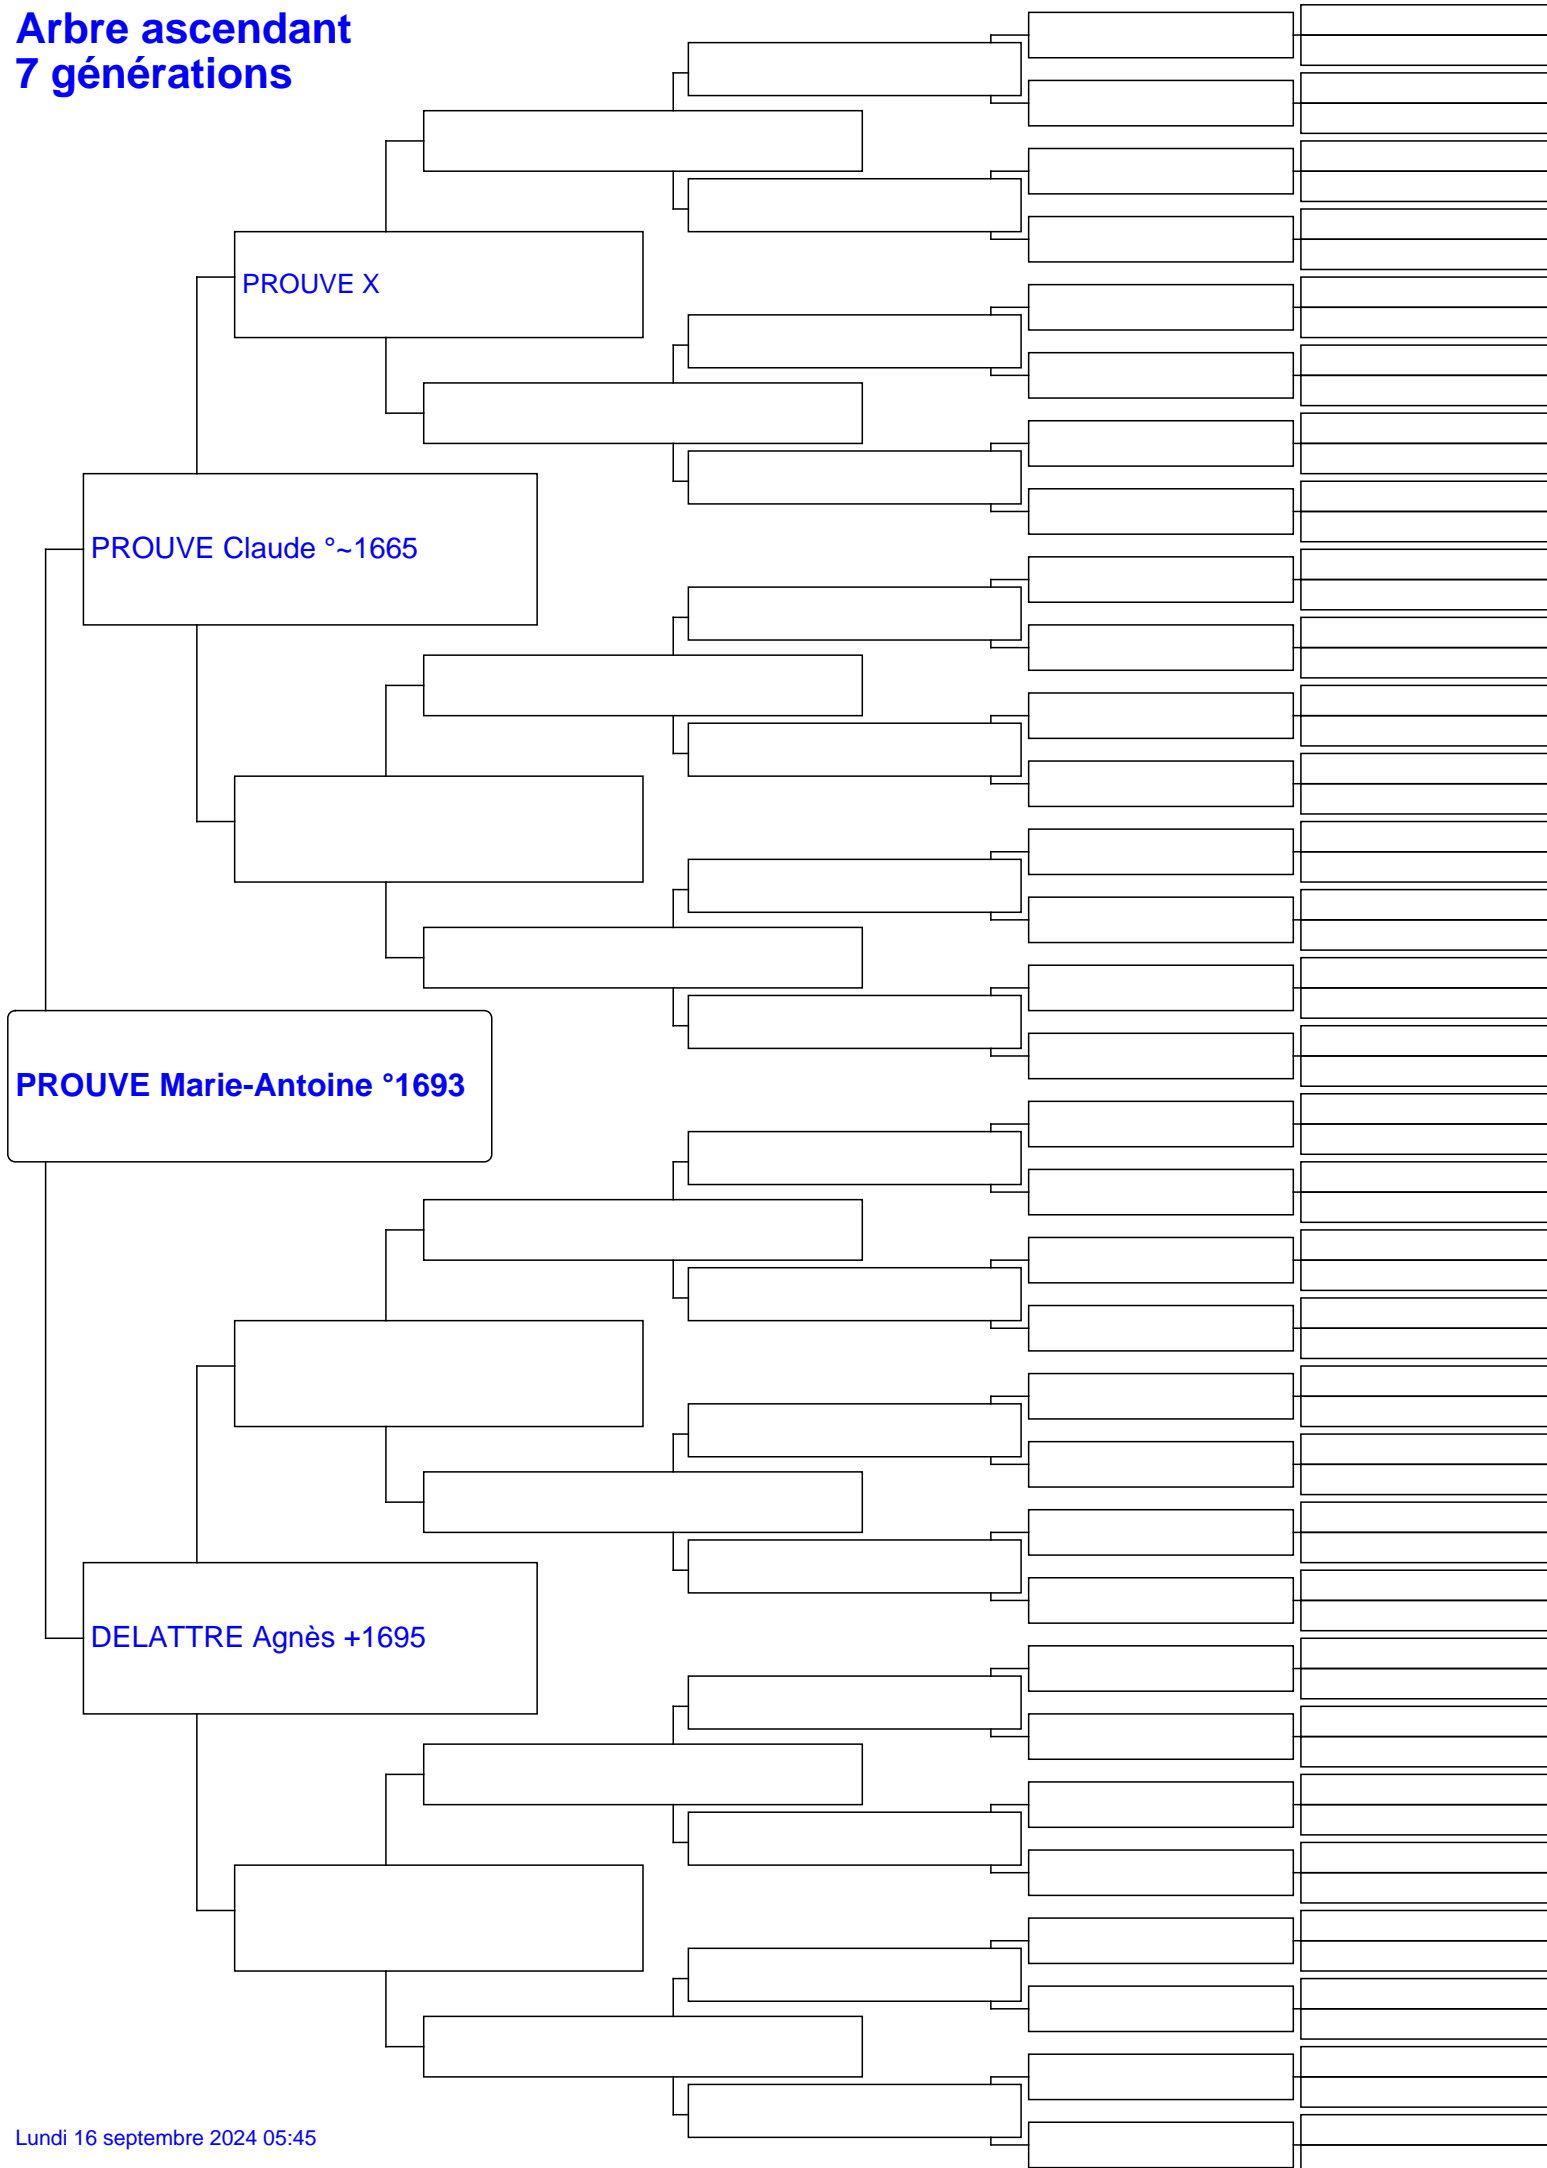 Arbre ascendant
7 générations
PROUVE X
PROUVE Claude °~1665
PROUVE Marie-Antoine °1693
DELATTRE Agnès +1695
Lundi 16 septembre 2024 05:45